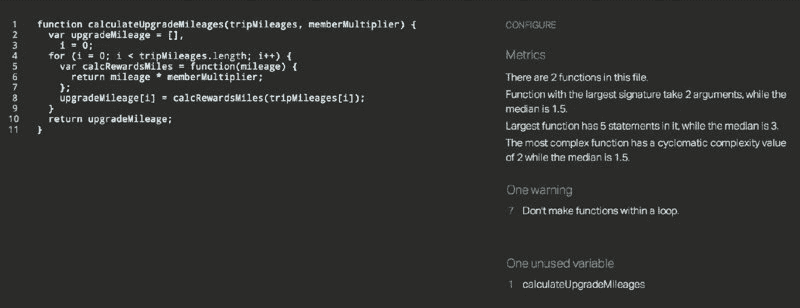 1 function calculateUpgradeMileages(tripMileages, memberMultiplier) {
2 var upgradeMileage = [],
3 i = 0;
4 for (i = 0; i < tripMileages.length; i++) {
5 var calcRewardsMiles = function(mileage) {
6 return mileage * memberMultiplier;
7 };
8 upgradeMileage[i] = calcRewardsMiles(tripMileages[i]);
9 }
10 return upgradeMileage;
11 }
CONFIGURE
Metrics
There are 2 functions in this file.
Function with the largest signature take 2 arguments, while the
median is 1.5.
Largest function has 5 statements in it, while the median is 3.
The most complex function has a cyclomatic complexity value
of 2 while the median is 1.5.
One warning
7 Don't make functions within a loop.
One unused variable
1 calculateUpgradeMileages